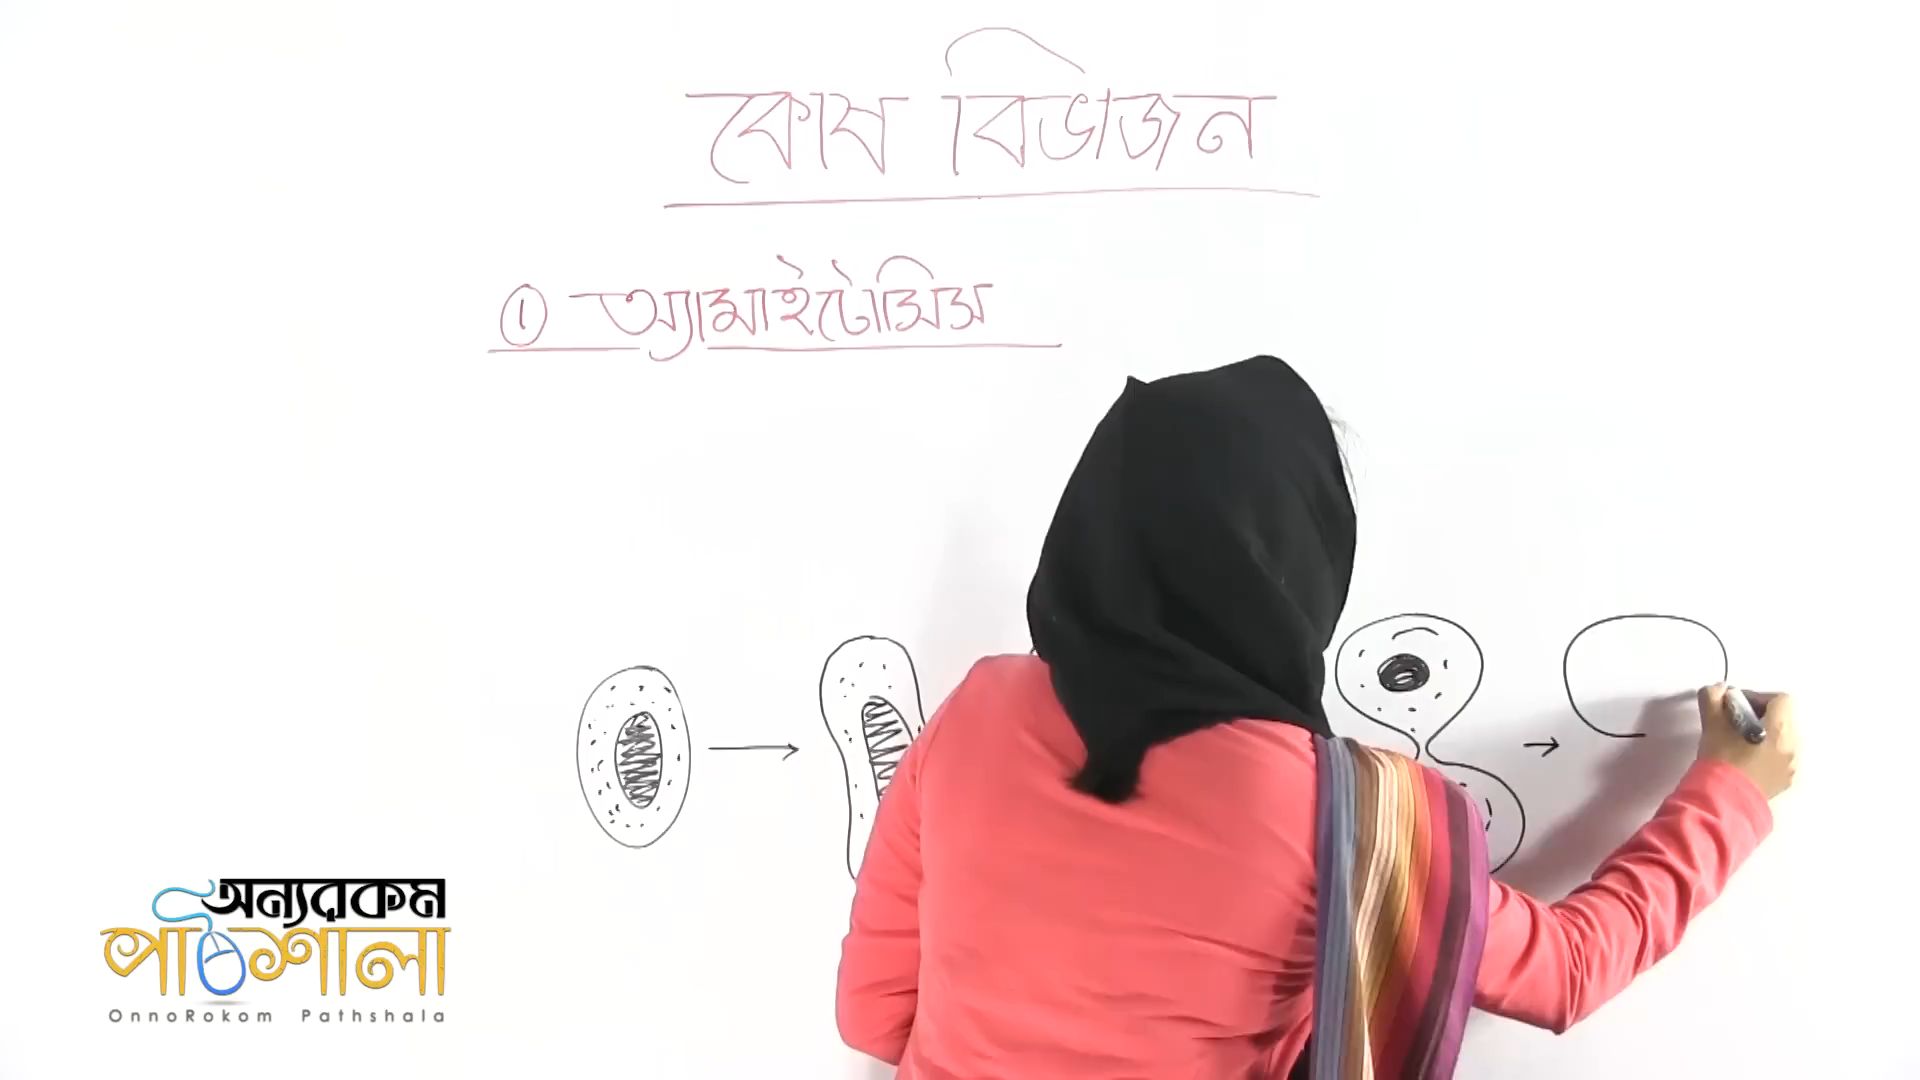 কোষ বিভাজন
১ অ্যামাইটোসিস
অন্যরকম
পাঠশালা
OnnoRokom Pathshala